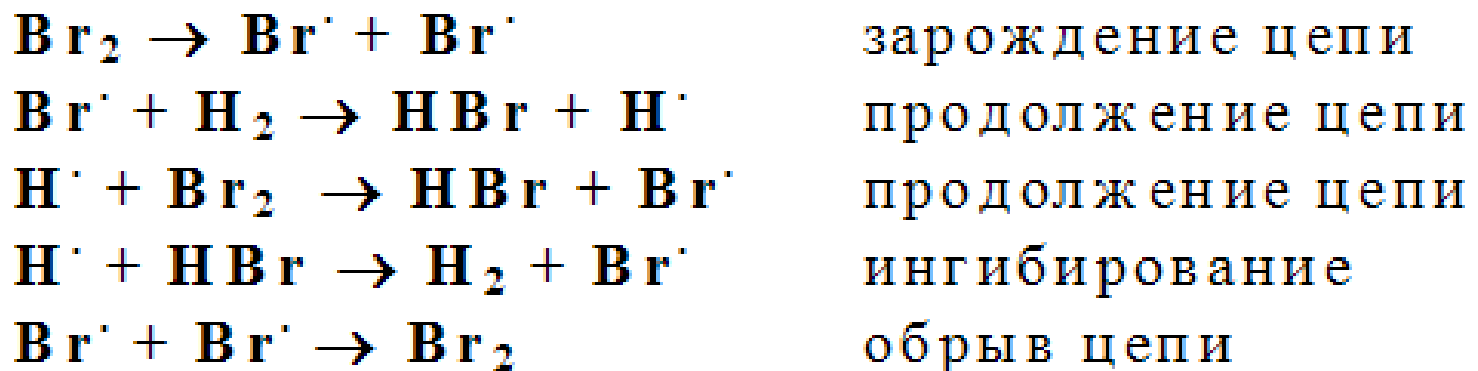 Br₂ → Br˙ + Br˙ зарождение цепи
Br˙ + H₂ → HBr + H˙ продолжение цепи
H˙ + Br₂ → HBr + Br˙ продолжение цепи
H˙ + HBr → H₂ + Br˙ ингибирование
Br˙ + Br˙ → Br₂ обрыв цепи